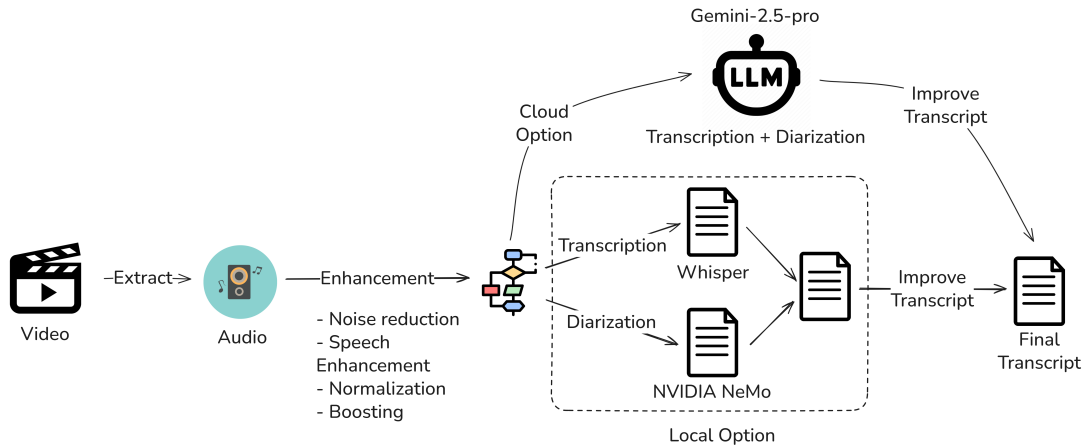 Gemini-2.5-pro
LLM
Transcription + Diarization
Cloud
Option
Improve
Transcript
Video
Extract
Audio
Enhancement
- Noise reduction
- Speech
Enhancement
- Normalization
- Boosting
Transcription
Whisper
Diarization
NVIDIA NeMo
Local Option
Improve
Transcript
Final
Transcript